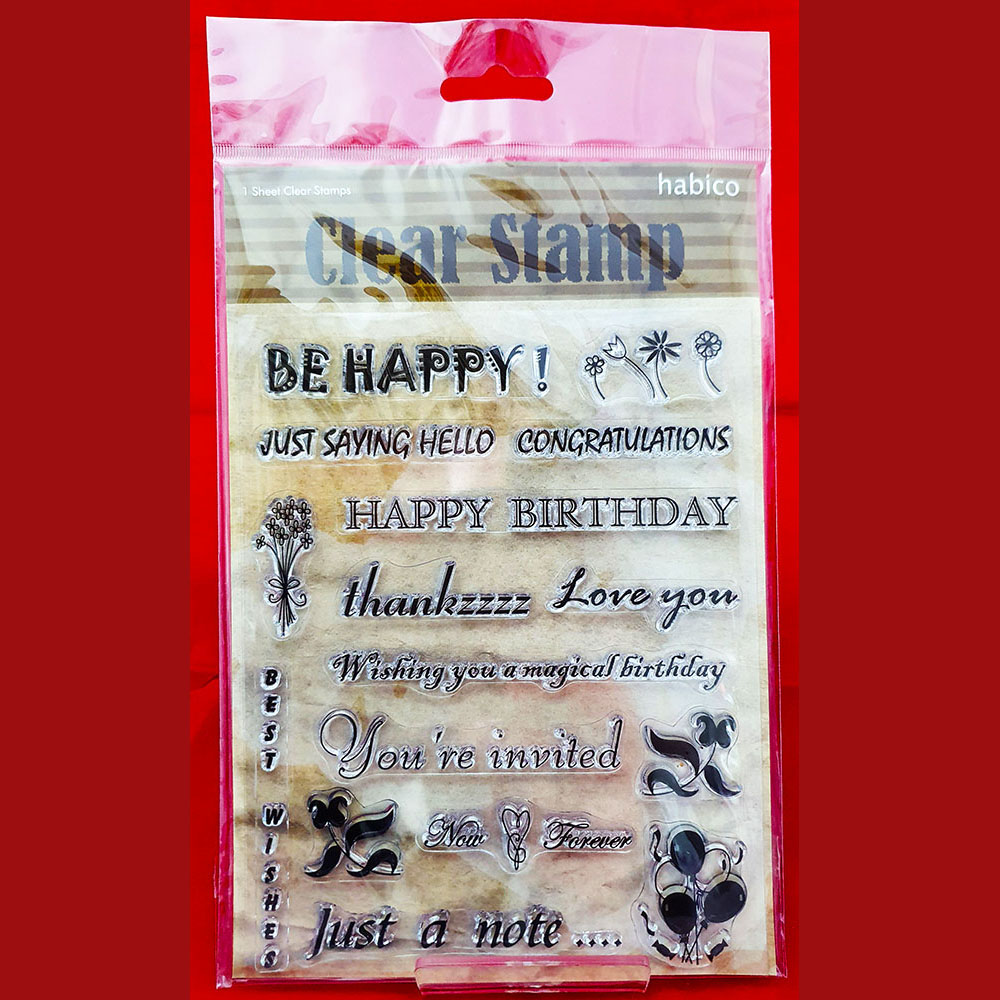 1 Sheet Clear Stamps
habico
Clear Stamp
BE HAPPY!
JUST SAYING HELLO
CONGRATULATIONS
HAPPY BIRTHDAY
thankzzzz
Love you
Wishing you a magical birthday
You're invited
BEST WISHES
Now
Forever
Just a note ....